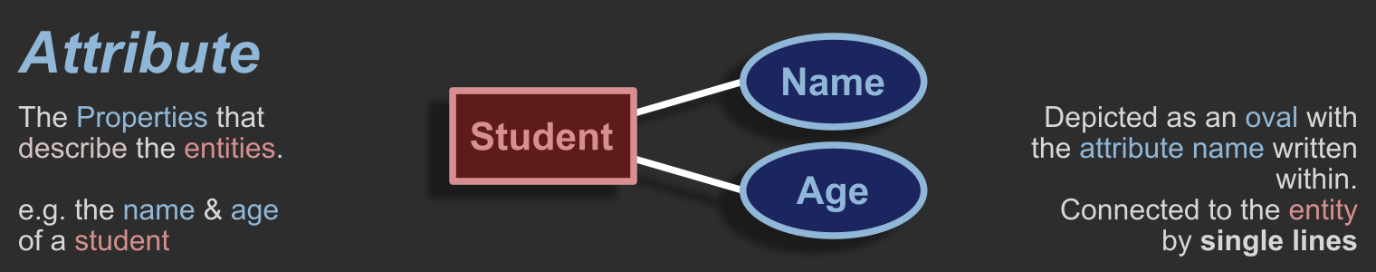 Attribute
The Properties that
describe the entities.
e.g. the name & age
of a student
Student
Name
Age
Depicted as an oval with
the attribute name written
within.
Connected to the entity
by single lines